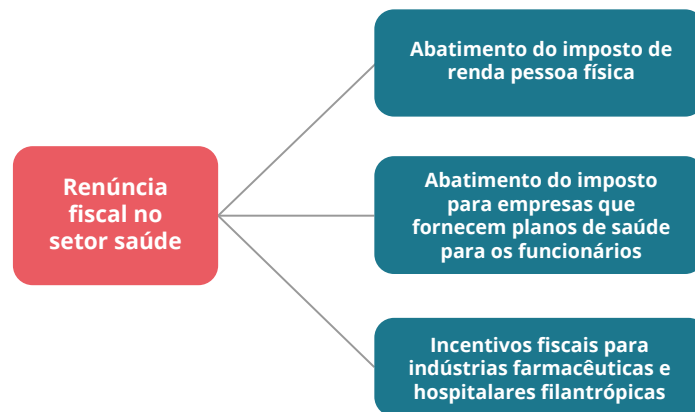 Renúncia
fiscal no
setor saúde
Abatimento do imposto de
renda pessoa física
Abatimento do imposto
para empresas que
fornecem planos de saúde
para os funcionários
Incentivos fiscais para
indústrias farmacêuticas e
hospitalares filantrópicas